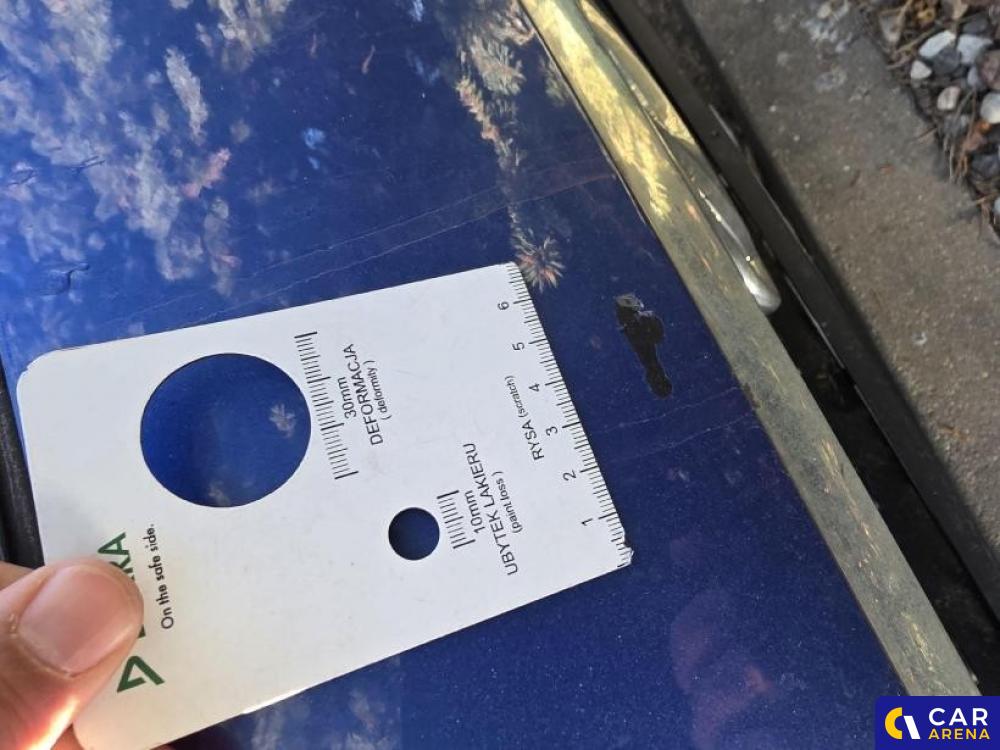 On the safe side.
30mm
DEFORMACJA
( deformity )
10mm
UBYTEK LAKIERU
(paint loss )
RYSA (scratch)
1 2 3 4 5 6
CAR
ARENA